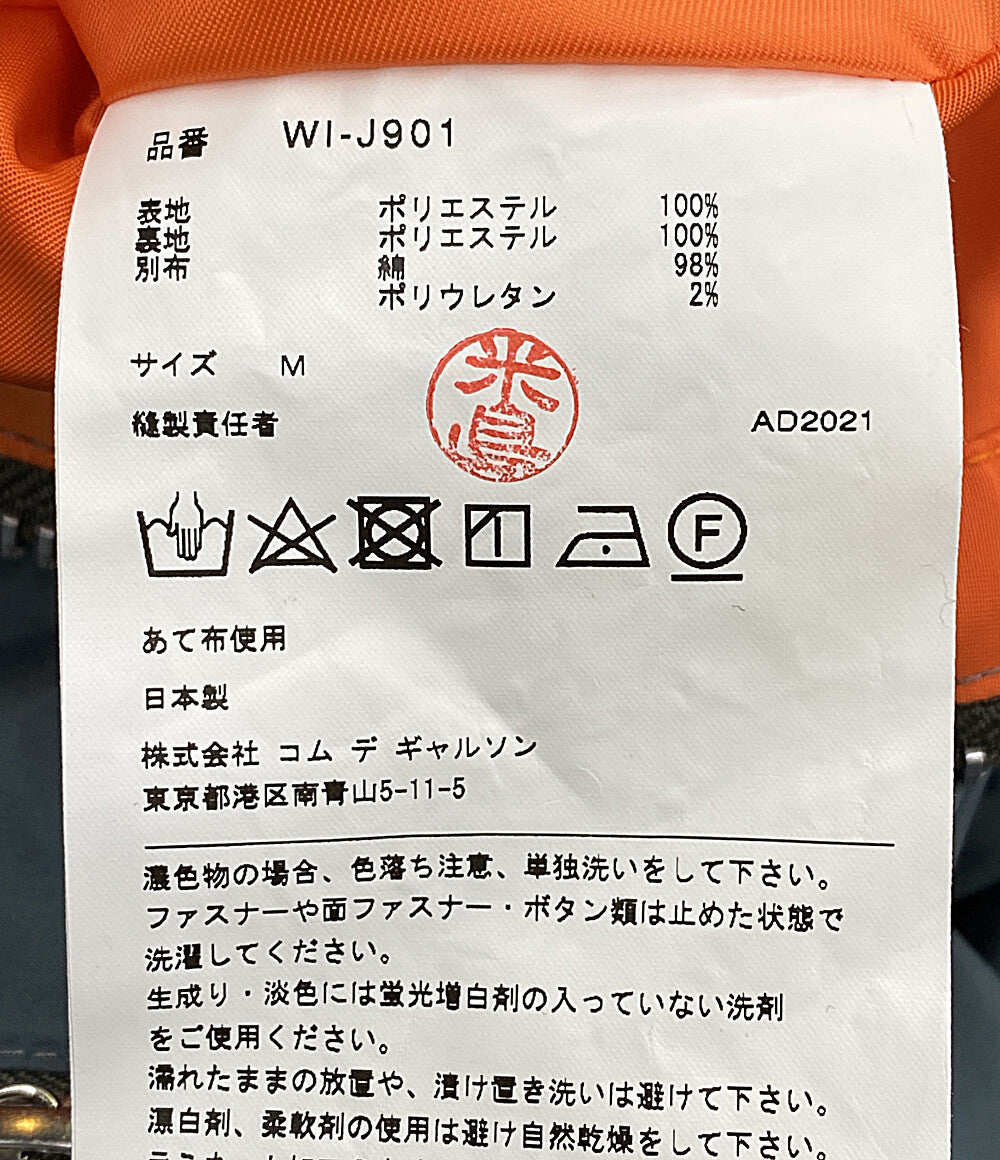 品番 WI-J901
表地 ポリエステル 100%
裏地 ポリエステル 100%
別布 綿 98%
ポリウレタン 2%
サイズ M
縫製責任者 AD2021
F
あて布使用
日本製
株式会社 コム デ ギャルソン
東京都港区南青山5-11-5
濃色物の場合、色落ち注意、単独洗いをして下さい。
ファスナーや面ファスナー・ボタン類は止めた状態で
洗濯してください。
生成り・淡色には蛍光増白剤の入っていない洗剤
をご使用ください。
濡れたままの放置や、漬け置き洗いは避けて下さい。
漂白剤、柔軟剤の使用は避け自然乾燥をして下さい。